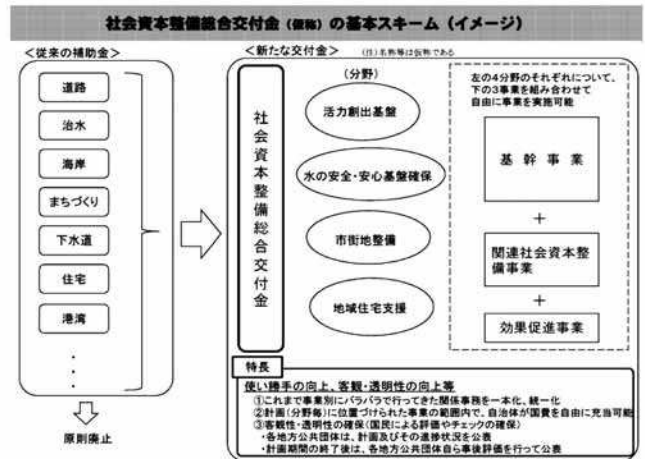 社会資本整備総合交付金(仮称)の基本スキーム(イメージ)
<従来の補助金>
道路
治水
海岸
まちづくり
下水道
住宅
港湾
・
・
・
原則廃止
<新たな交付金>
(注)名称等は仮称である
社会資本整備総合交付金
(分野)
活力創出基盤
水の安全・安心基盤確保
市街地整備
地域住宅支援
左の4分野のそれぞれについて、
下の3事業を組み合わせて
自由に事業を実施可能
基幹事業
+
関連社会資本整
備事業
+
効果促進事業
特長
使い勝手の向上、客観・透明性の向上等
①これまで事業別にバラバラで行ってきた関係事務を一本化、統一化
②計画(分野毎)に位置づけられた事業の範囲内で、自治体が国費を自由に充当可能
③客観性・透明性の確保(国民による評価やチェックの確保)
・各地方公共団体は、計画及びその進捗状況を公表
・計画期間の終了後は、各地方公共団体自ら事後評価を行って公表